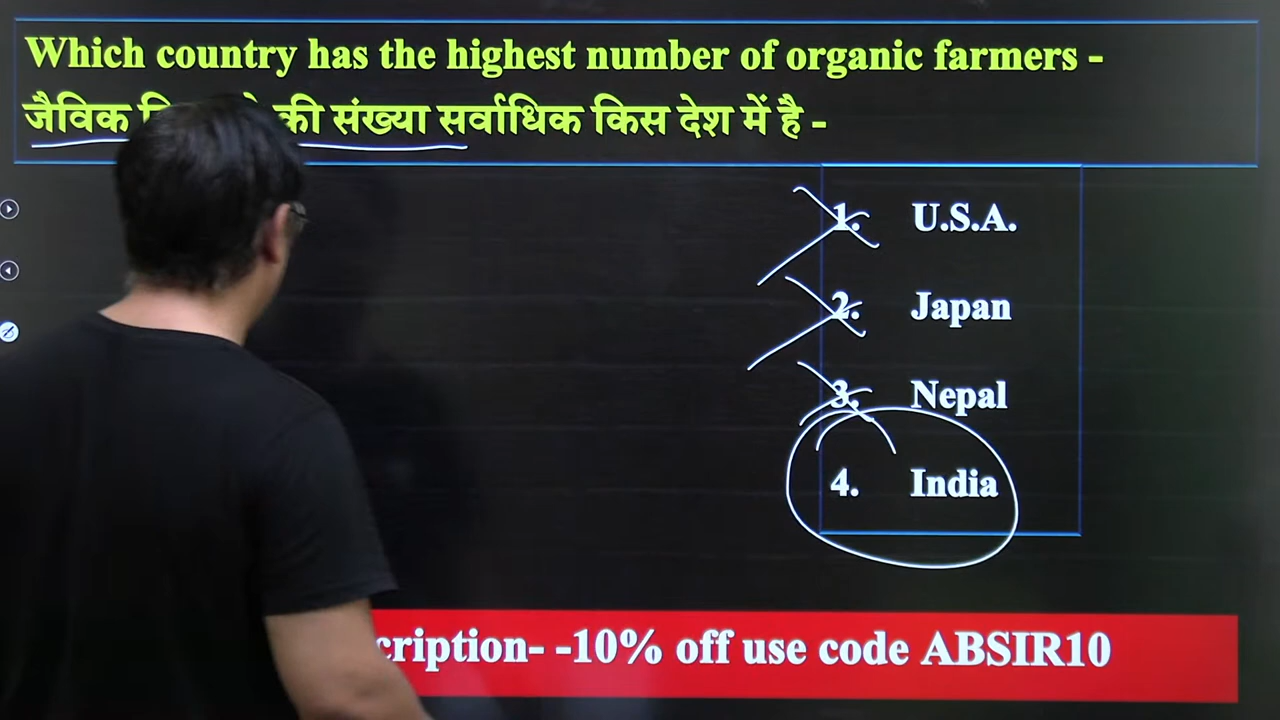 Which country has the highest number of organic farmers -
जैविक की संख्या सर्वाधिक किस देश में है -
1. U.S.A.
2. Japan
3. Nepal
4. India
-10% off use code ABSIR10